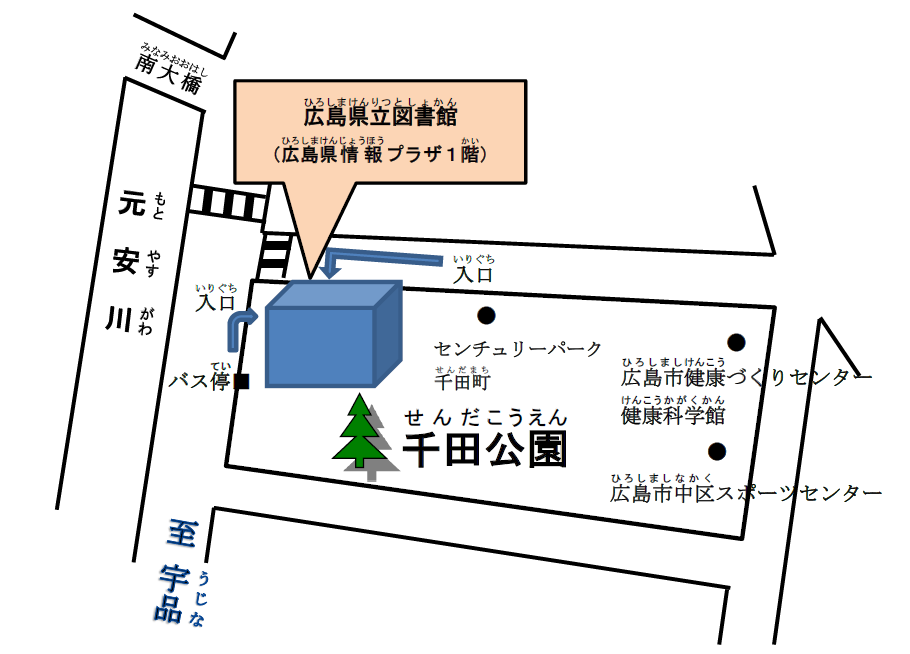 みなみおおはし
南大橋
ひろしまけんりつとしょかん
広島県立図書館
ひろしまけんじょうほう かい
（広島県情報プラザ１階）
元 もと
安 やす
川 がわ
いりぐち
入口
いりぐち
入口
てい
バス停
センチュリーパーク
せんだまち
千田町
ひろしましけんこう
広島市健康づくりセンター
けんこうかがくかん
健康科学館
せんだこうえん
千田公園
ひろしましなかく
広島市中区スポーツセンター
至 宇品
うじな